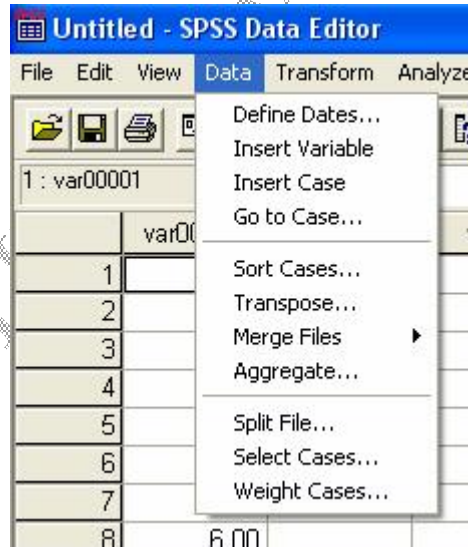 Untitled - SPSS Data Editor
File Edit View Data Transform Analyze
Define Dates...
Insert Variable
Insert Case
Go to Case...
Sort Cases...
Transpose...
Merge Files
Aggregate...
Split File...
Select Cases...
Weight Cases...
1 : var00001
var00
1
2
3
4
5
6
7
8 6.00